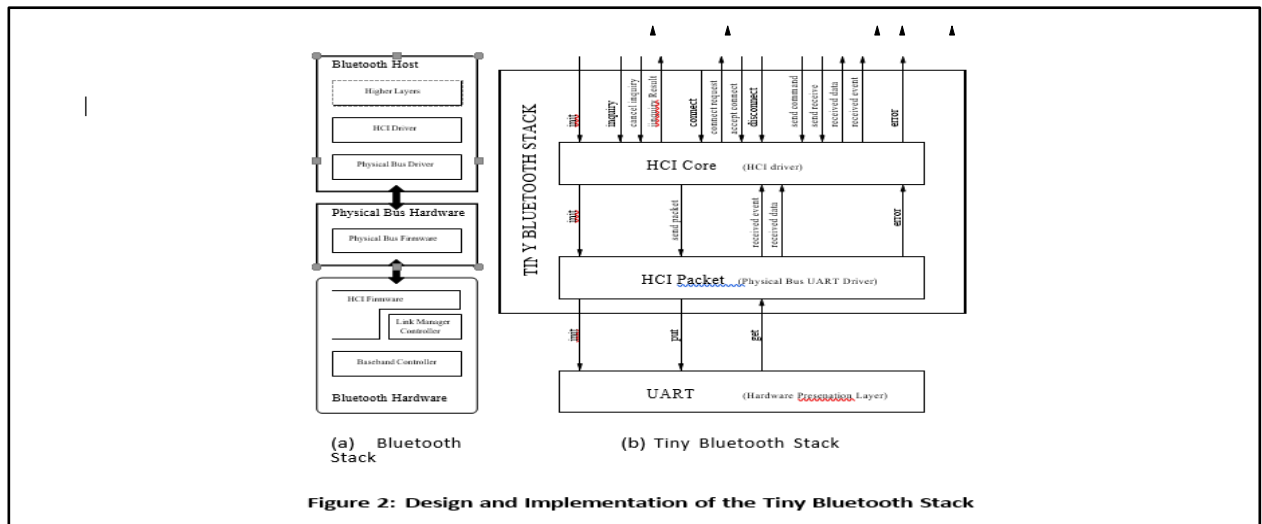 Bluetooth Host
Higher Layers
HCI Driver
Physical Bus Driver
Physical Bus Hardware
Physical Bus Firmware
HCI Firmware
Link Manager
Controller
Baseband Controller
Bluetooth Hardware
(a) Bluetooth
Stack
TINY BLUETOOTH STACK
init
inquiry
cancel inquiry
inquiry Result
connect
connect request
accept connect
disconnect
send command
send receive
received data
received event
error
HCI Core (HCI driver)
init
send packet
received event
received data
error
HCI Packet (Physical Bus UART Driver)
init
put
get
UART (Hardware Presenation Layer)
(b) Tiny Bluetooth Stack
Figure 2: Design and Implementation of the Tiny Bluetooth Stack